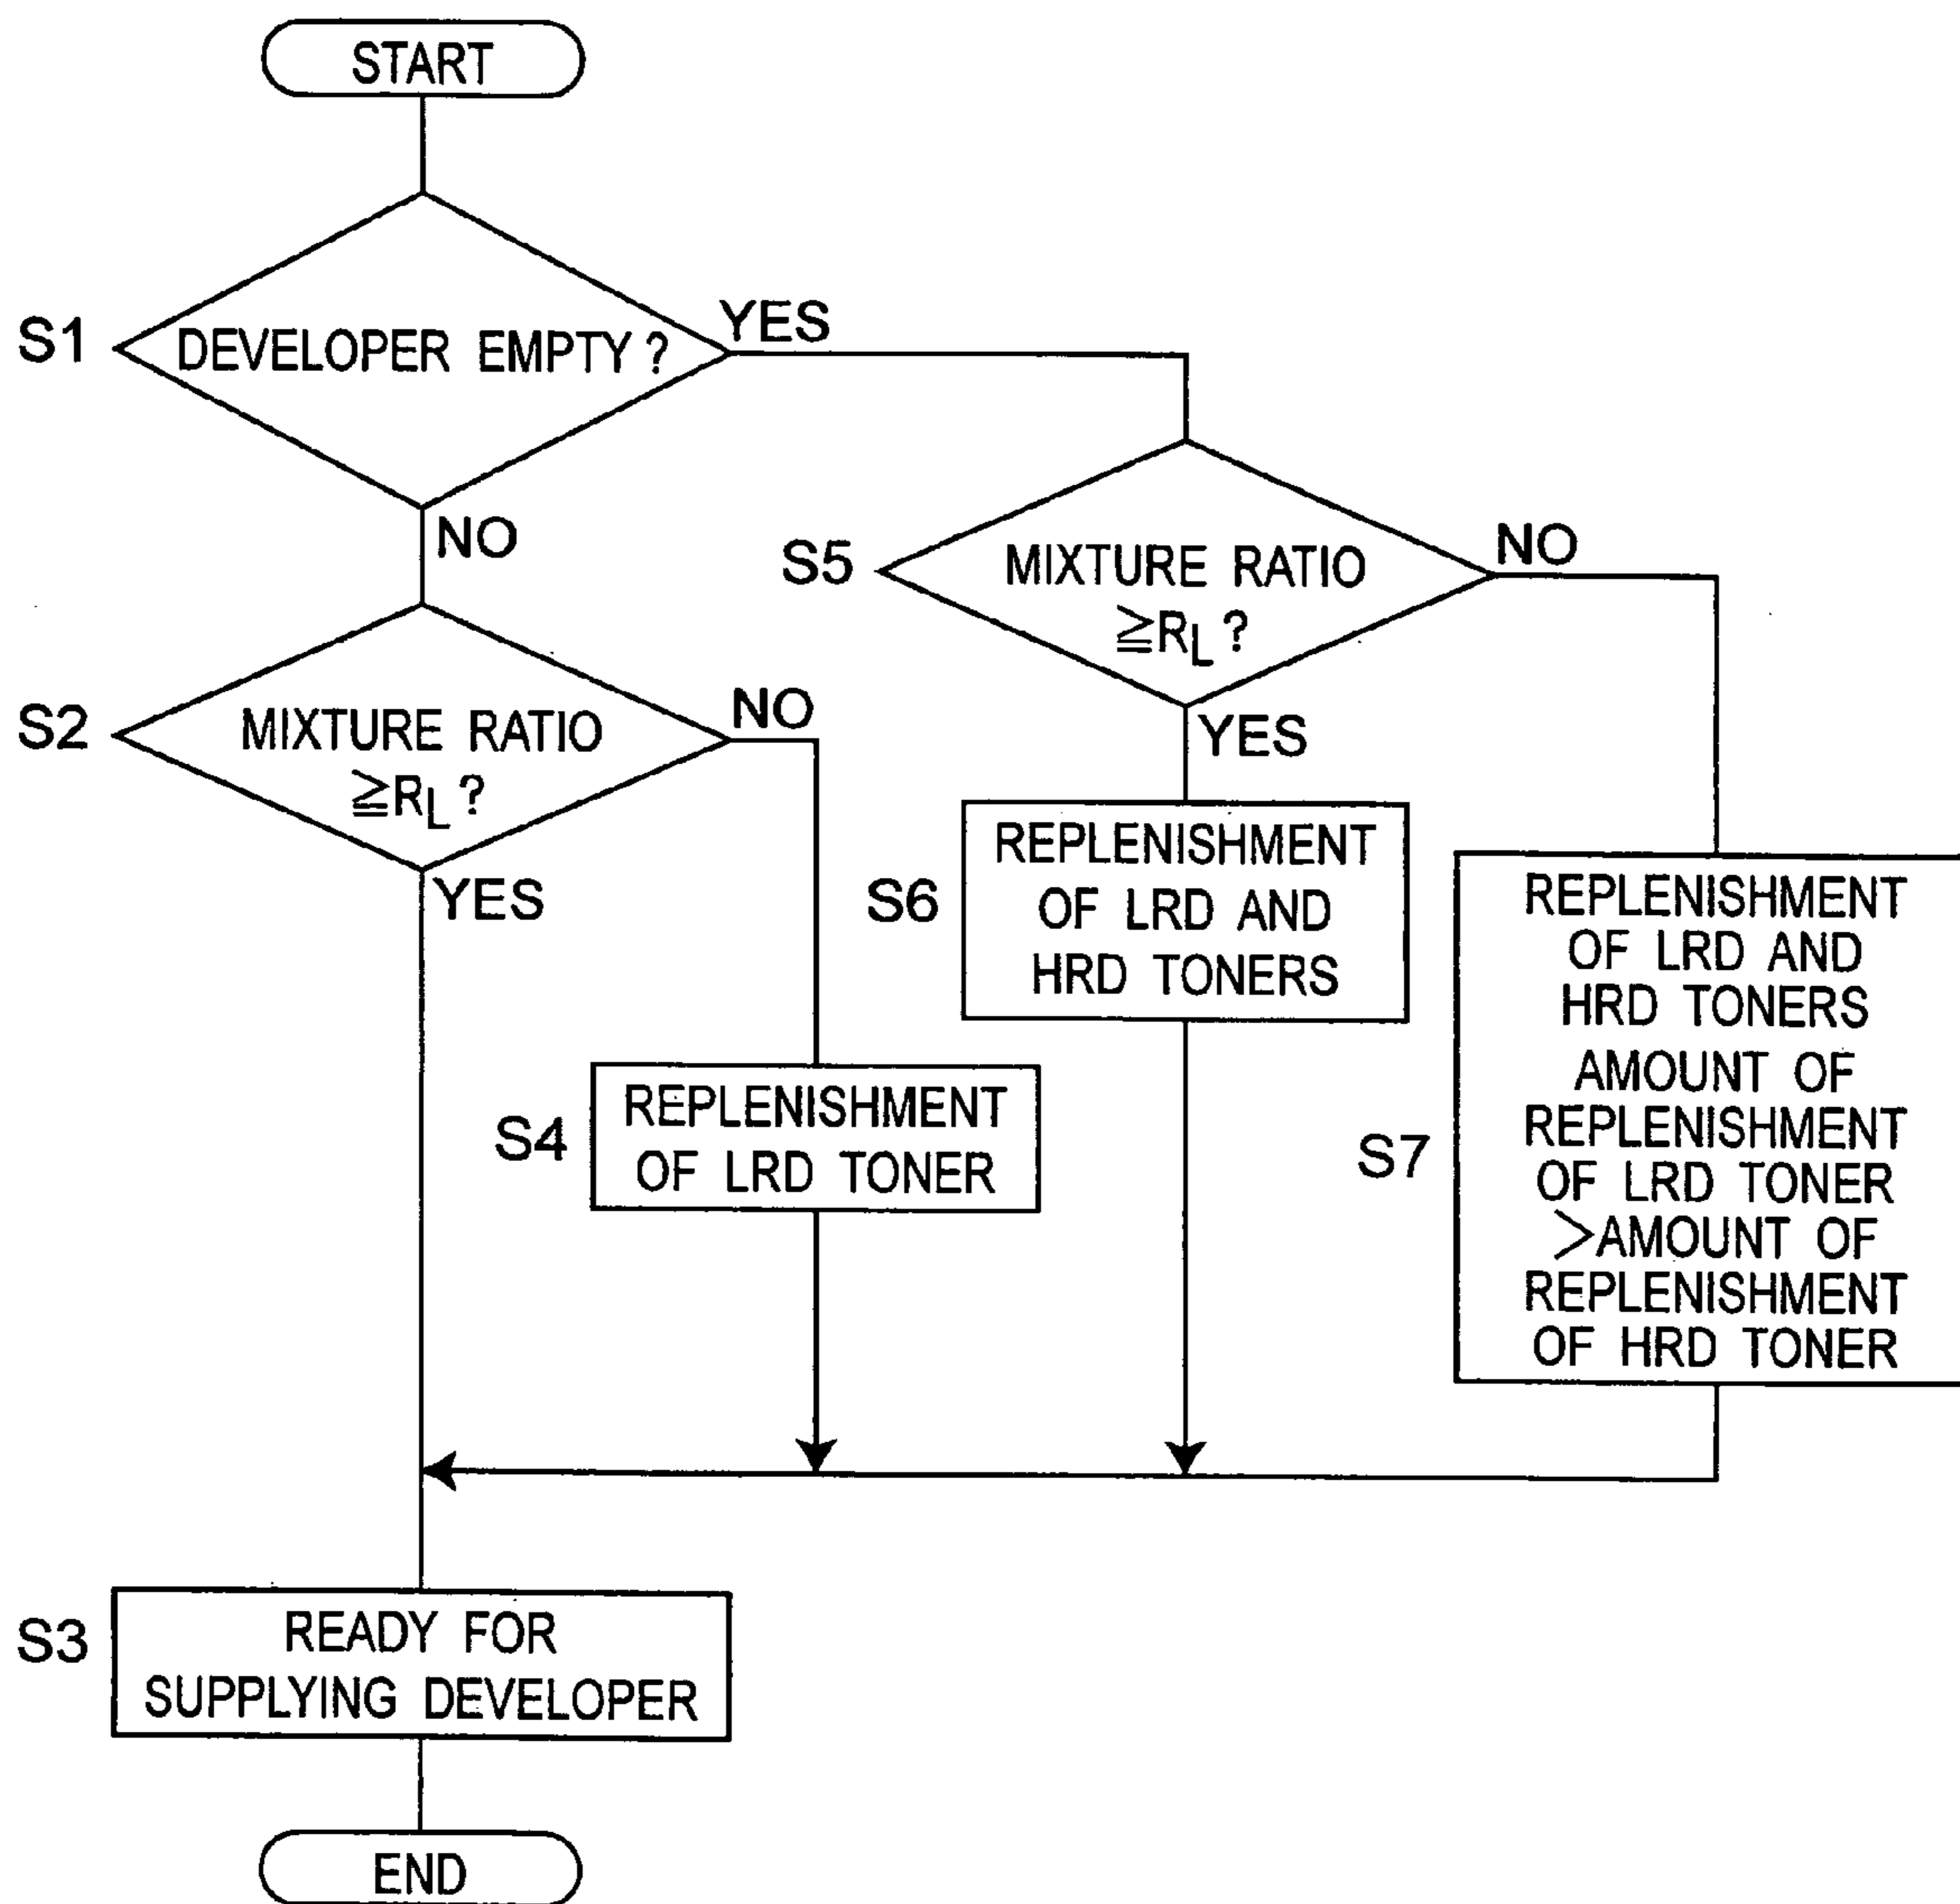 START
S1
DEVELOPER EMPTY ?
YES
NO
S2
MIXTURE RATIO
≧RL ?
NO
YES
S5
MIXTURE RATIO
≧RL ?
NO
YES
S4
REPLENISHMENT
OF LRD TONER
S6
REPLENISHMENT
OF LRD AND
HRD TONERS
S7
REPLENISHMENT
OF LRD AND
HRD TONERS
AMOUNT OF
REPLENISHMENT
OF LRD TONER
>AMOUNT OF
REPLENISHMENT
OF HRD TONER
S3
READY FOR
SUPPLYING DEVELOPER
END